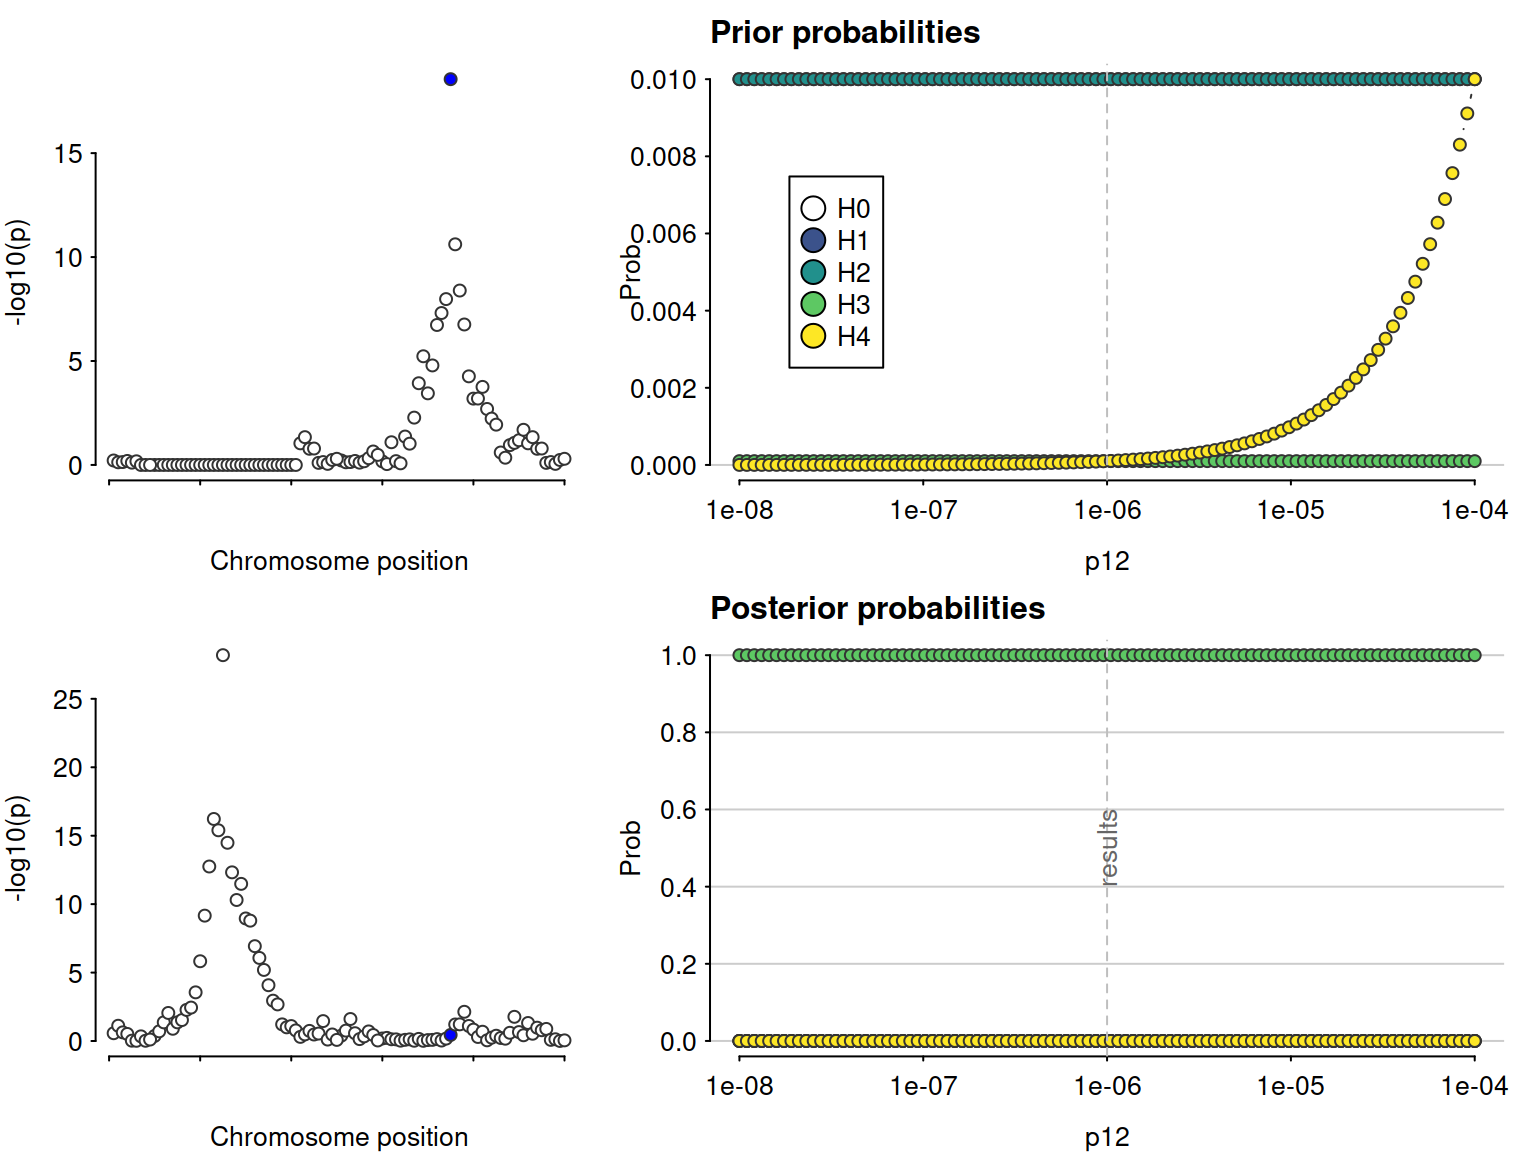 15
10
5
0
-log10(p)
Chromosome position
Prior probabilities
0.010
0.008
0.006
0.004
0.002
0.000
Prob
H0
H1
H2
H3
H4
1e-08
1e-07
1e-06
1e-05
1e-04
p12
25
20
15
10
5
0
-log10(p)
Chromosome position
Posterior probabilities
1.0
0.8
0.6
0.4
0.2
0.0
Prob
results
1e-08
1e-07
1e-06
1e-05
1e-04
p12